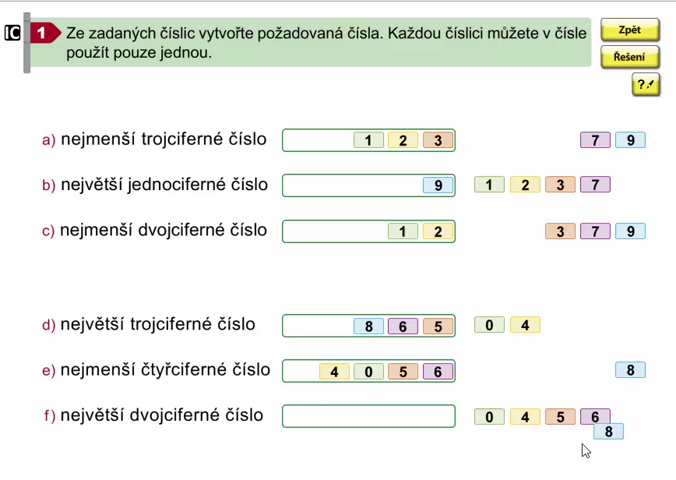 IC 1 Ze zadaných číslic vytvořte požadovaná čísla. Každou číslici můžete v čísle
použít pouze jednou.
Zpět
Řešení
?
a) nejmenší trojciferné číslo 1 2 3 7 9
b) největší jednociferné číslo 9 1 2 3 7
c) nejmenší dvojciferné číslo 1 2 3 7 9
d) největší trojciferné číslo 8 6 5 0 4
e) nejmenší čtyřciferné číslo 4 0 5 6 8
f) největší dvojciferné číslo 0 4 5 6
8